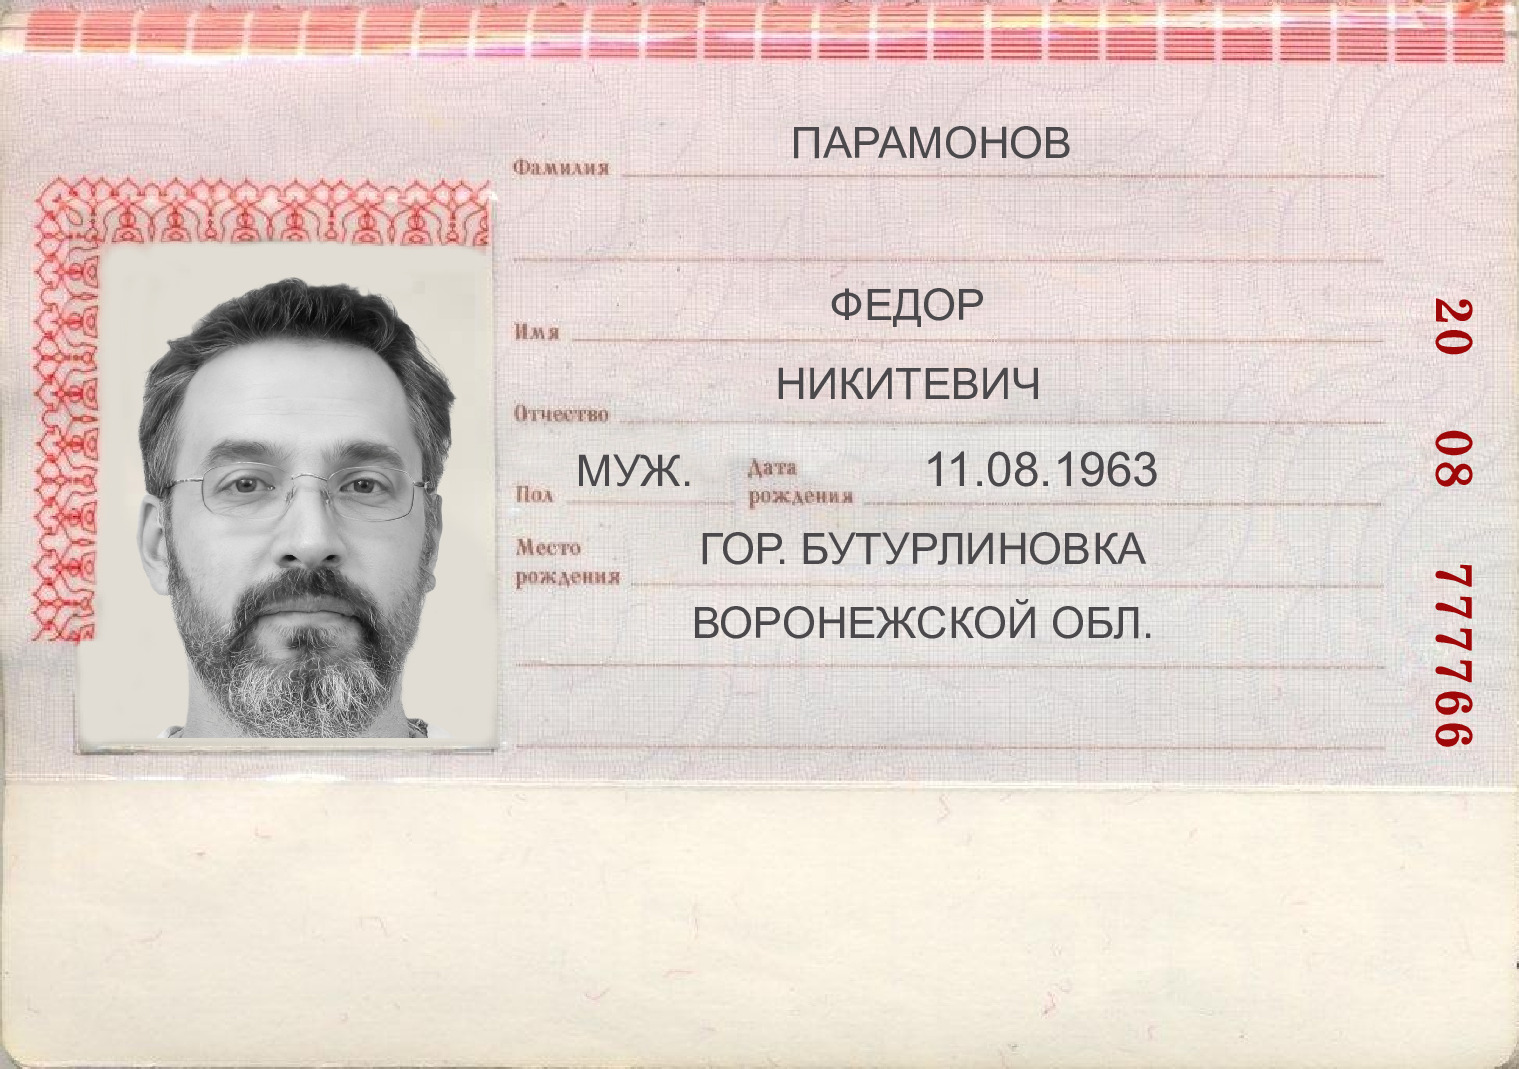 Фамилия ПАРАМОНОВ
Имя ФЕДОР
Отчество НИКИТЕВИЧ
Пол МУЖ. Дата рождения 11.08.1963
Место рождения ГОР. БУТУРЛИНОВКА
ВОРОНЕЖСКОЙ ОБЛ.
20 08 777766